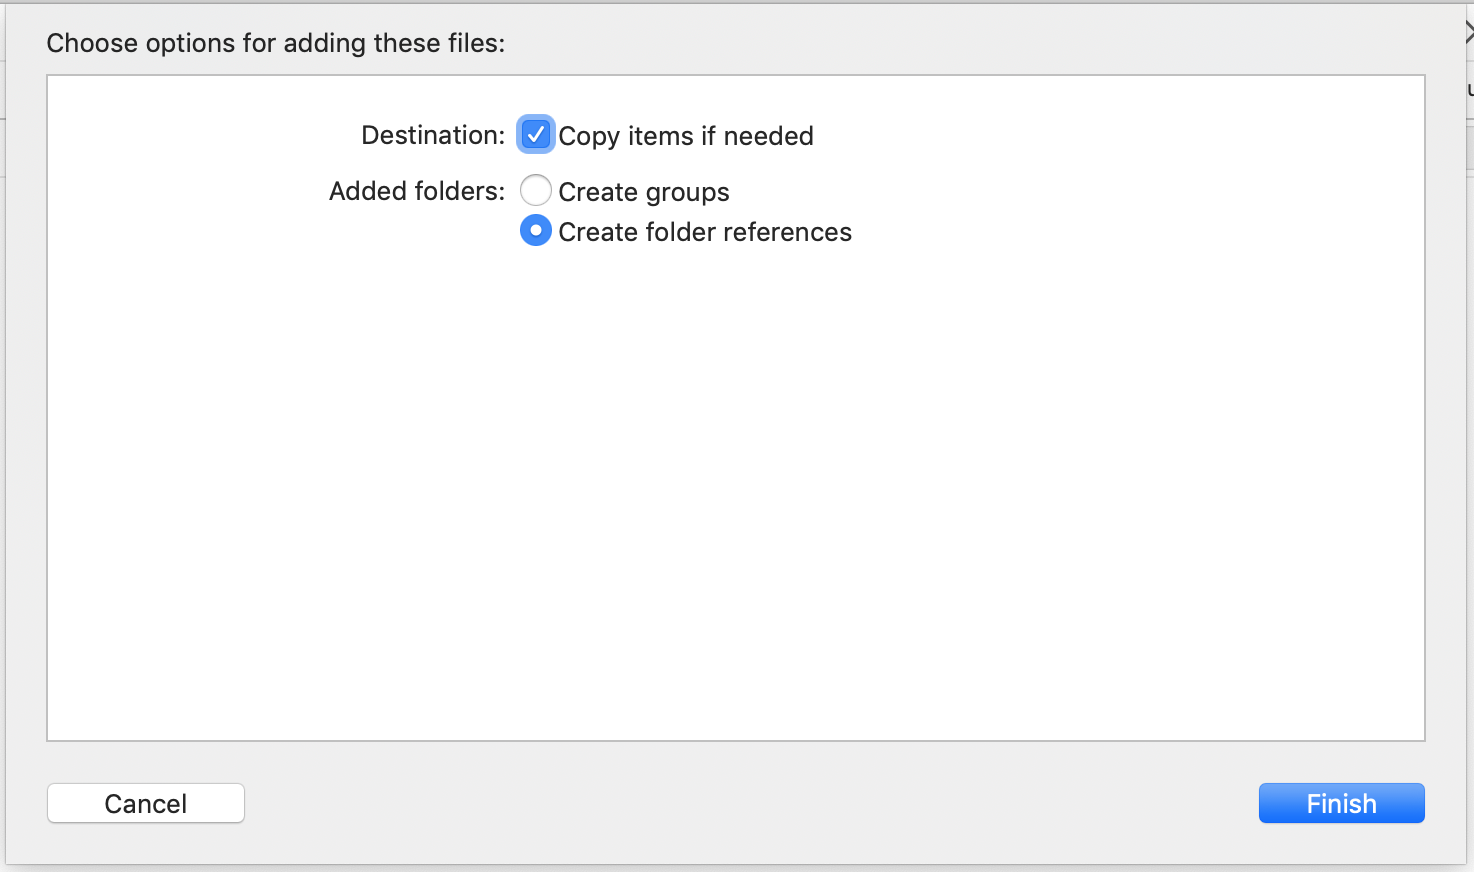 Choose options for adding these files:
Destination: Copy items if needed
Added folders: Create groups
Create folder references
Cancel
Finish